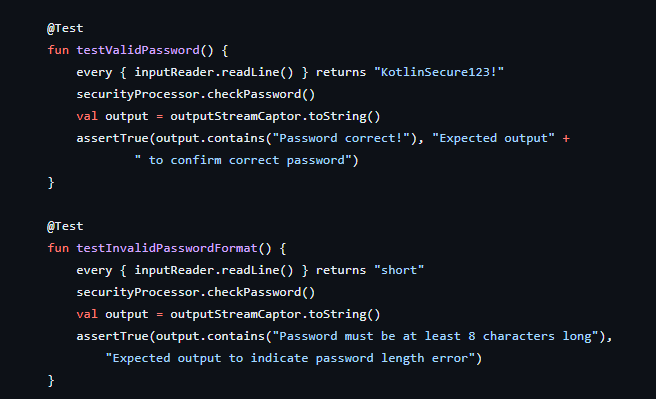 @Test
fun testValidPassword() {
every { inputReader.readLine() } returns "KotlinSecure123!"
securityProcessor.checkPassword()
val output = outputStreamCaptor.toString()
assertTrue(output.contains("Password correct!"), "Expected output" +
" to confirm correct password")
}
@Test
fun testInvalidPasswordFormat() {
every { inputReader.readLine() } returns "short"
securityProcessor.checkPassword()
val output = outputStreamCaptor.toString()
assertTrue(output.contains("Password must be at least 8 characters long"),
"Expected output to indicate password length error")
}